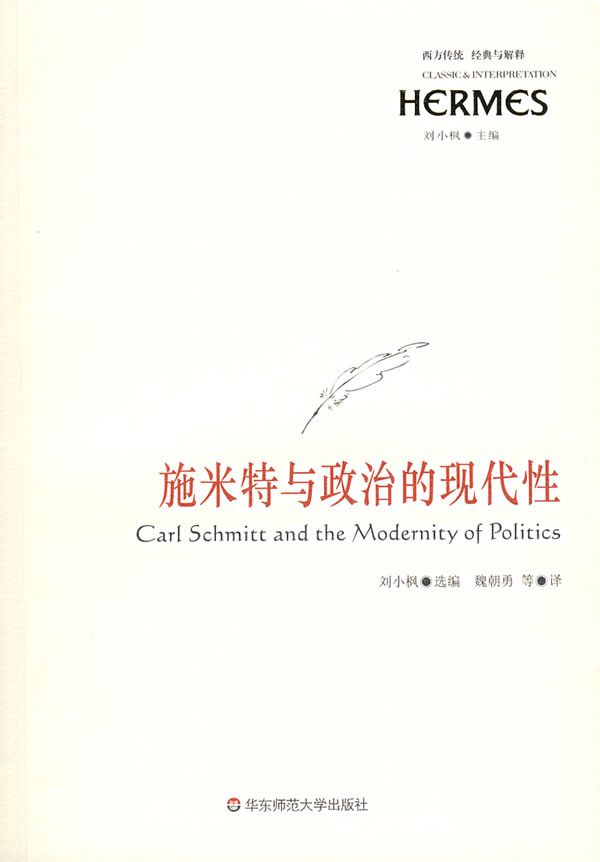 西方传统 经典与解释
CLASSIC & INTERPRETATION
HERMES
刘小枫●主编
施米特与政治的现代性
Carl Schmitt and the Modernity of Politics
刘小枫●选编 魏朝勇 等●译
华东师范大学出版社